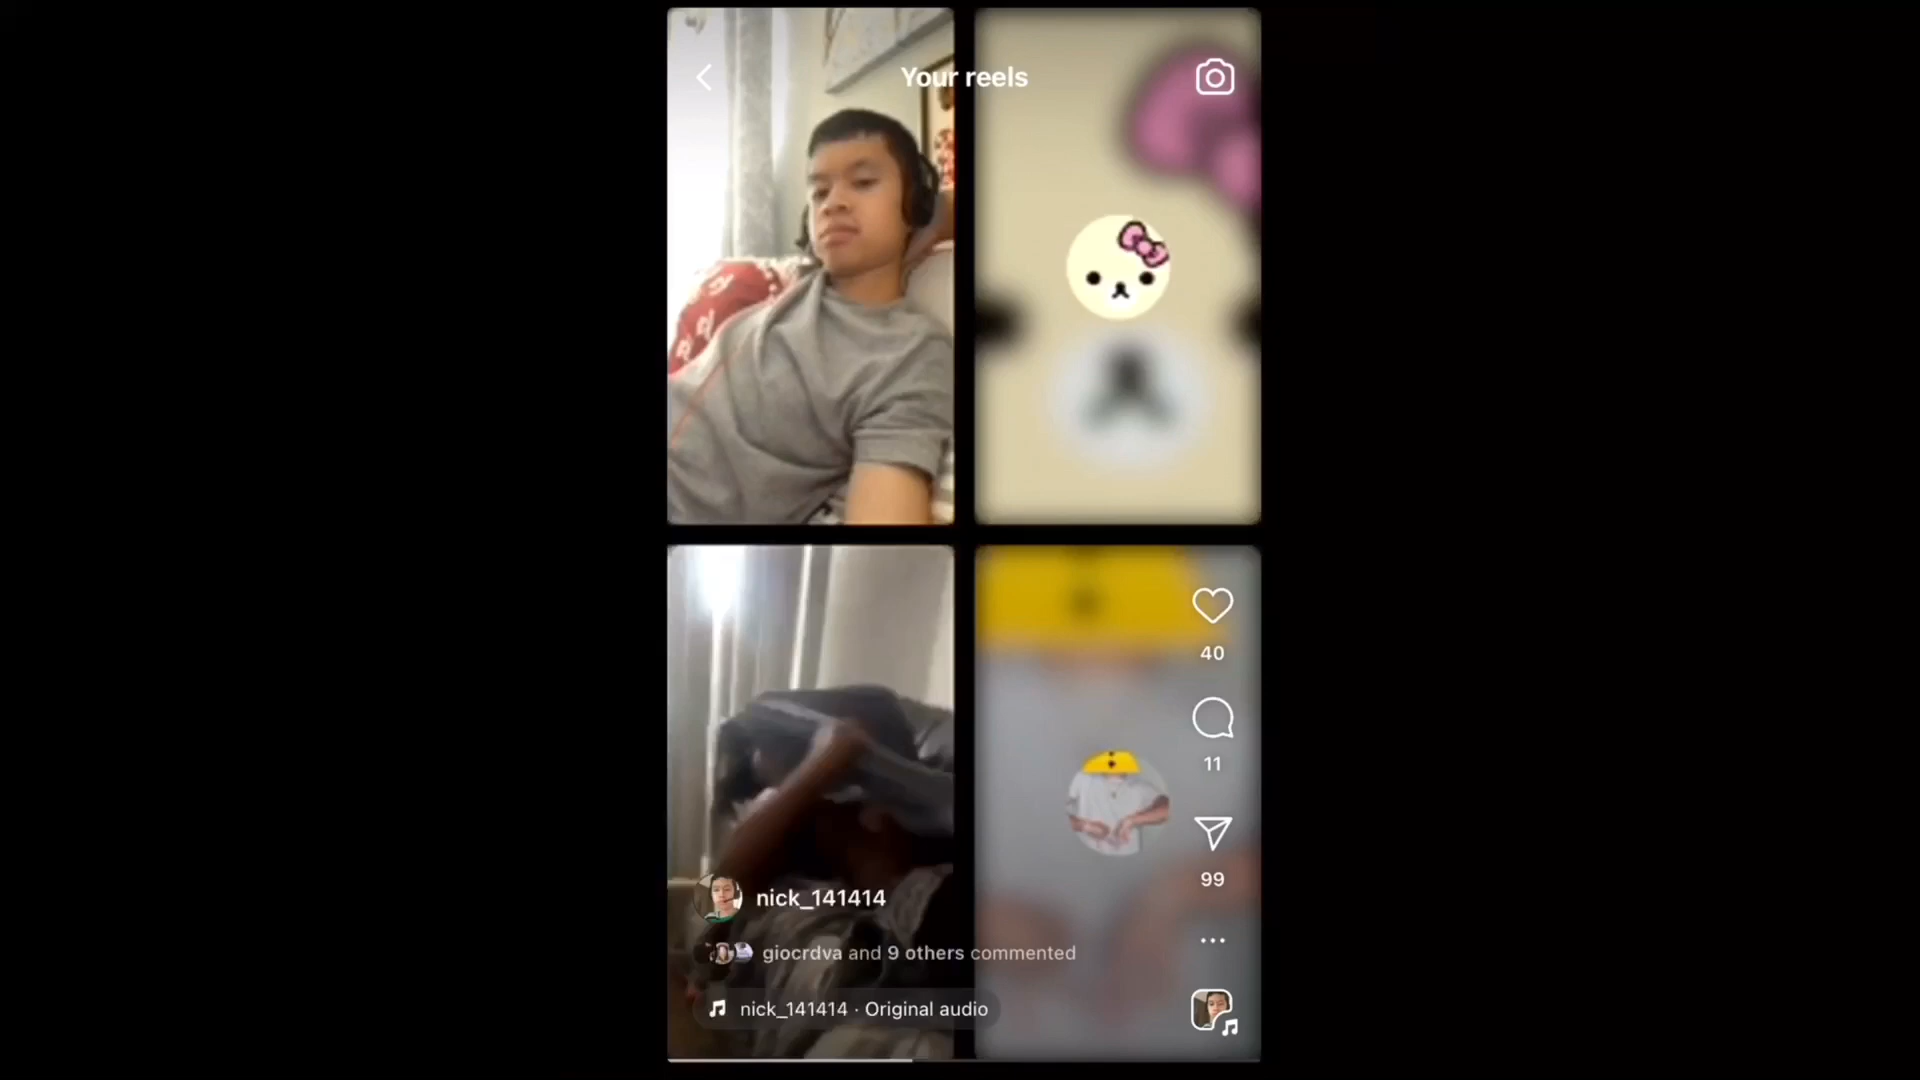 Your reels
40
11
99
nick_141414
giocrdva and 9 others commented
nick_141414 · Original audio